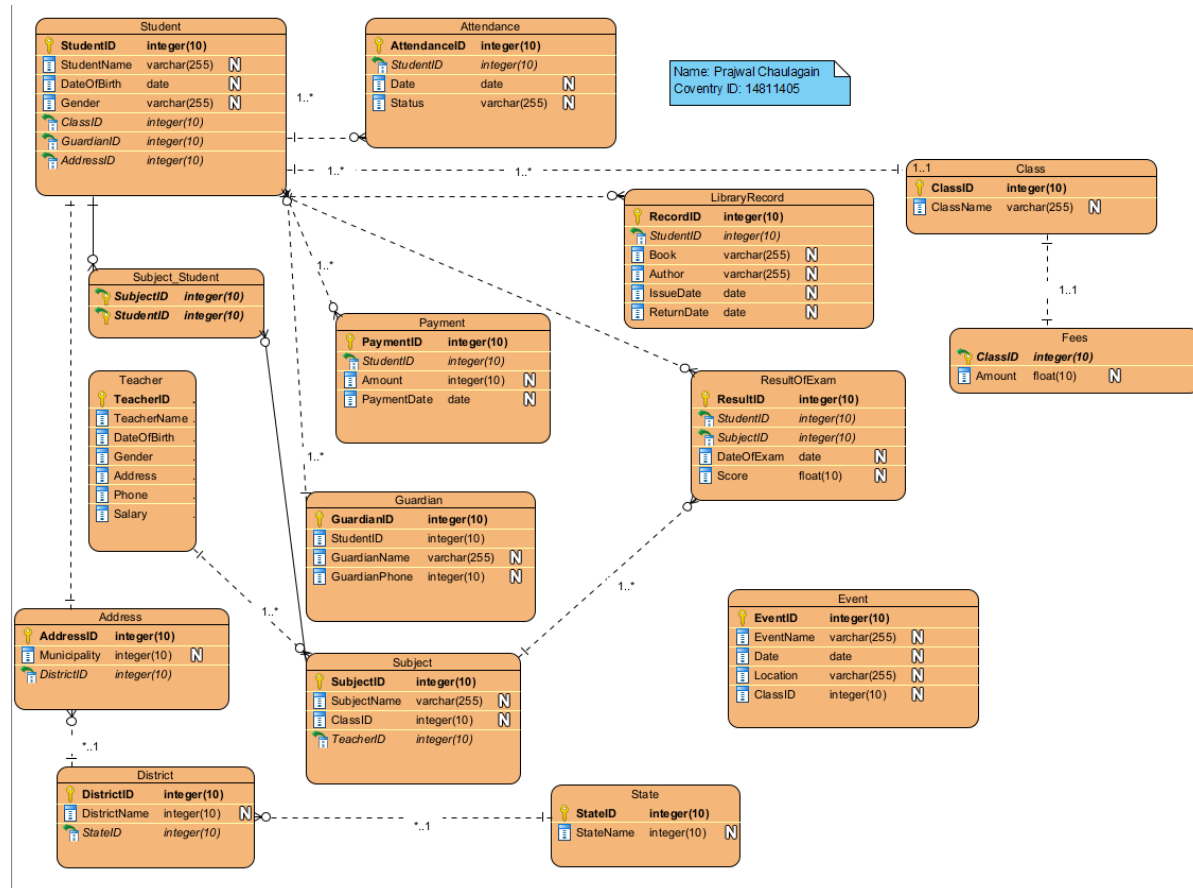 Student
StudentID integer(10)
StudentName varchar(255) N
DateOfBirth date N
Gender varchar(255) N
ClassID integer(10)
GuardianID integer(10)
AddressID integer(10)
Attendance
AttendanceID integer(10)
StudentID integer(10)
Date date N
Status varchar(255) N
Name: Prajwal Chaulagain
Coventry ID: 14811405
1..*
1..*
1..*
1..1 Class
ClassID integer(10)
ClassName varchar(255) N
LibraryRecord
RecordID integer(10)
StudentID integer(10)
Book varchar(255) N
Author varchar(255) N
IssueDate date N
ReturnDate date N
1..*
1..*
Subject_Student
SubjectID integer(10)
StudentID integer(10)
1..1
Payment
PaymentID integer(10)
StudentID integer(10)
Amount integer(10) N
PaymentDate date N
Fees
ClassID integer(10)
Amount float(10) N
Teacher
TeacherID .
TeacherName .
DateOfBirth .
Gender .
Address .
Phone .
Salary .
ResultOfExam
ResultID integer(10)
StudentID integer(10)
SubjectID integer(10)
DateOfExam date N
Score float(10) N
1..*
Guardian
GuardianID integer(10)
StudentID integer(10)
GuardianName varchar(255) N
GuardianPhone integer(10) N
1..*
1..*
Event
EventID integer(10)
EventName varchar(255) N
Date date N
Location varchar(255) N
ClassID integer(10) N
Address
AddressID integer(10)
Municipality integer(10) N
DistrictID integer(10)
Subject
SubjectID integer(10)
SubjectName varchar(255) N
ClassID integer(10) N
TeacherID integer(10)
*..1
District
DistrictID integer(10)
DistrictName integer(10) N
StateID integer(10)
*..1
State
StateID integer(10)
StateName integer(10) N